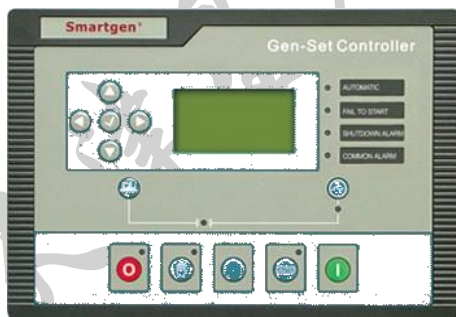 Smartgen
Gen-Set Controller
AUTOMATIC
FAIL TO START
SHUTDOWN ALARM
COMMON ALARM